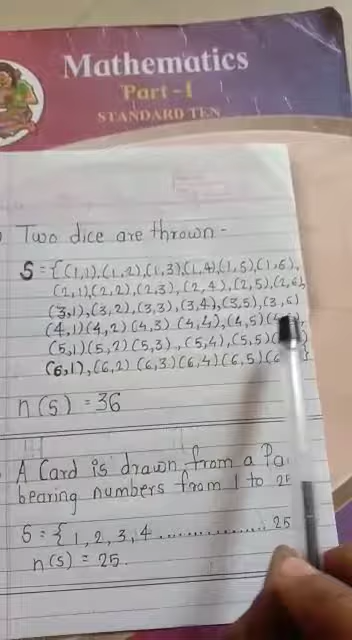 Mathematics
Part - I
STANDARD TEN
Two dice are thrown -
S = { (1,1), (1,2), (1,3), (1,4), (1,5), (1,6),
(2,1), (2,2), (2,3), (2,4), (2,5), (2,6),
(3,1), (3,2), (3,3), (3,4), (3,5), (3,6)
(4,1) (4,2) (4,3) (4,4), (4,5)
(5,1) (5,2) (5,3), (5,4), (5,5)
(6,1), (6,2) (6,3) (6,4) (6,5) }
n(S) = 36
A Card is drawn from a
bearing numbers from 1 to 25
S = { 1, 2, 3, 4 .............. 25
n(S) = 25.